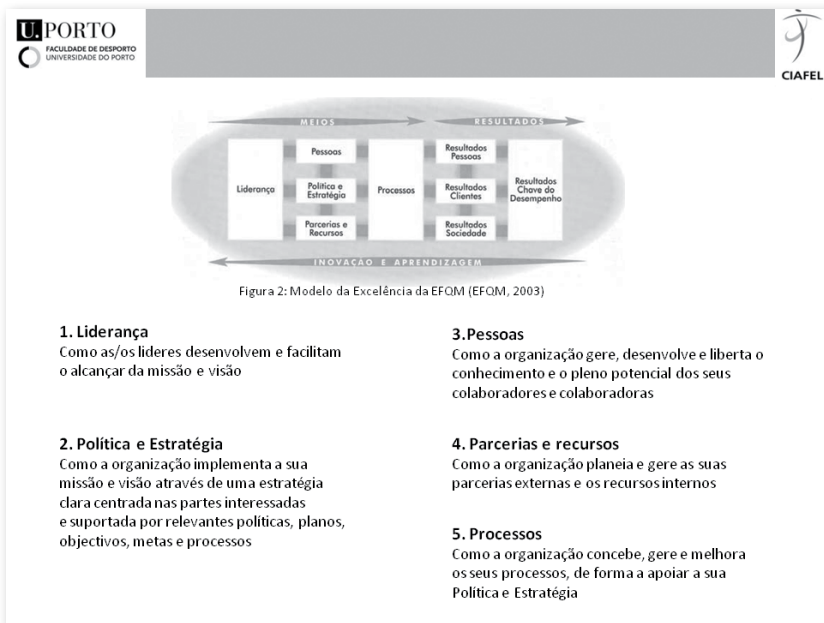 U.PORTO
FACULDADE DE DESPORTO
UNIVERSIDADE DO PORTO
CIAFEL
MEIOS
RESULTADOS
Liderança
Pessoas
Política e
Estratégia
Parcerias e
Recursos
Processos
Resultados
Pessoas
Resultados
Clientes
Resultados
Sociedade
Resultados
Chave do
Desempenho
INOVAÇÃO E APRENDIZAGEM
Figura 2: Modelo da Excelência da EFQM (EFQM, 2003)
1. Liderança
Como as/os lideres desenvolvem e facilitam
o alcançar da missão e visão
2. Política e Estratégia
Como a organização implementa a sua
missão e visão através de uma estratégia
clara centrada nas partes interessadas
e suportada por relevantes políticas, planos,
objectivos, metas e processos
3.Pessoas
Como a organização gere, desenvolve e liberta o
conhecimento e o pleno potencial dos seus
colaboradores e colaboradoras
4. Parcerias e recursos
Como a organização planeia e gere as suas
parcerias externas e os recursos internos
5. Processos
Como a organização concebe, gere e melhora
os seus processos, de forma a apoiar a sua
Política e Estratégia